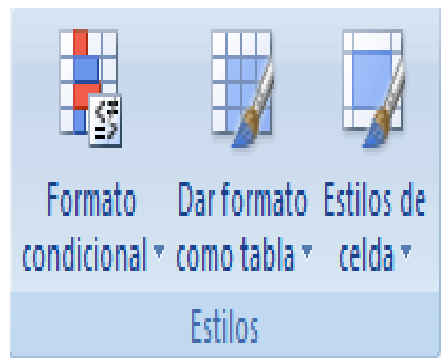 Formato Dar formato Estilos de
condicional como tabla celda
Estilos